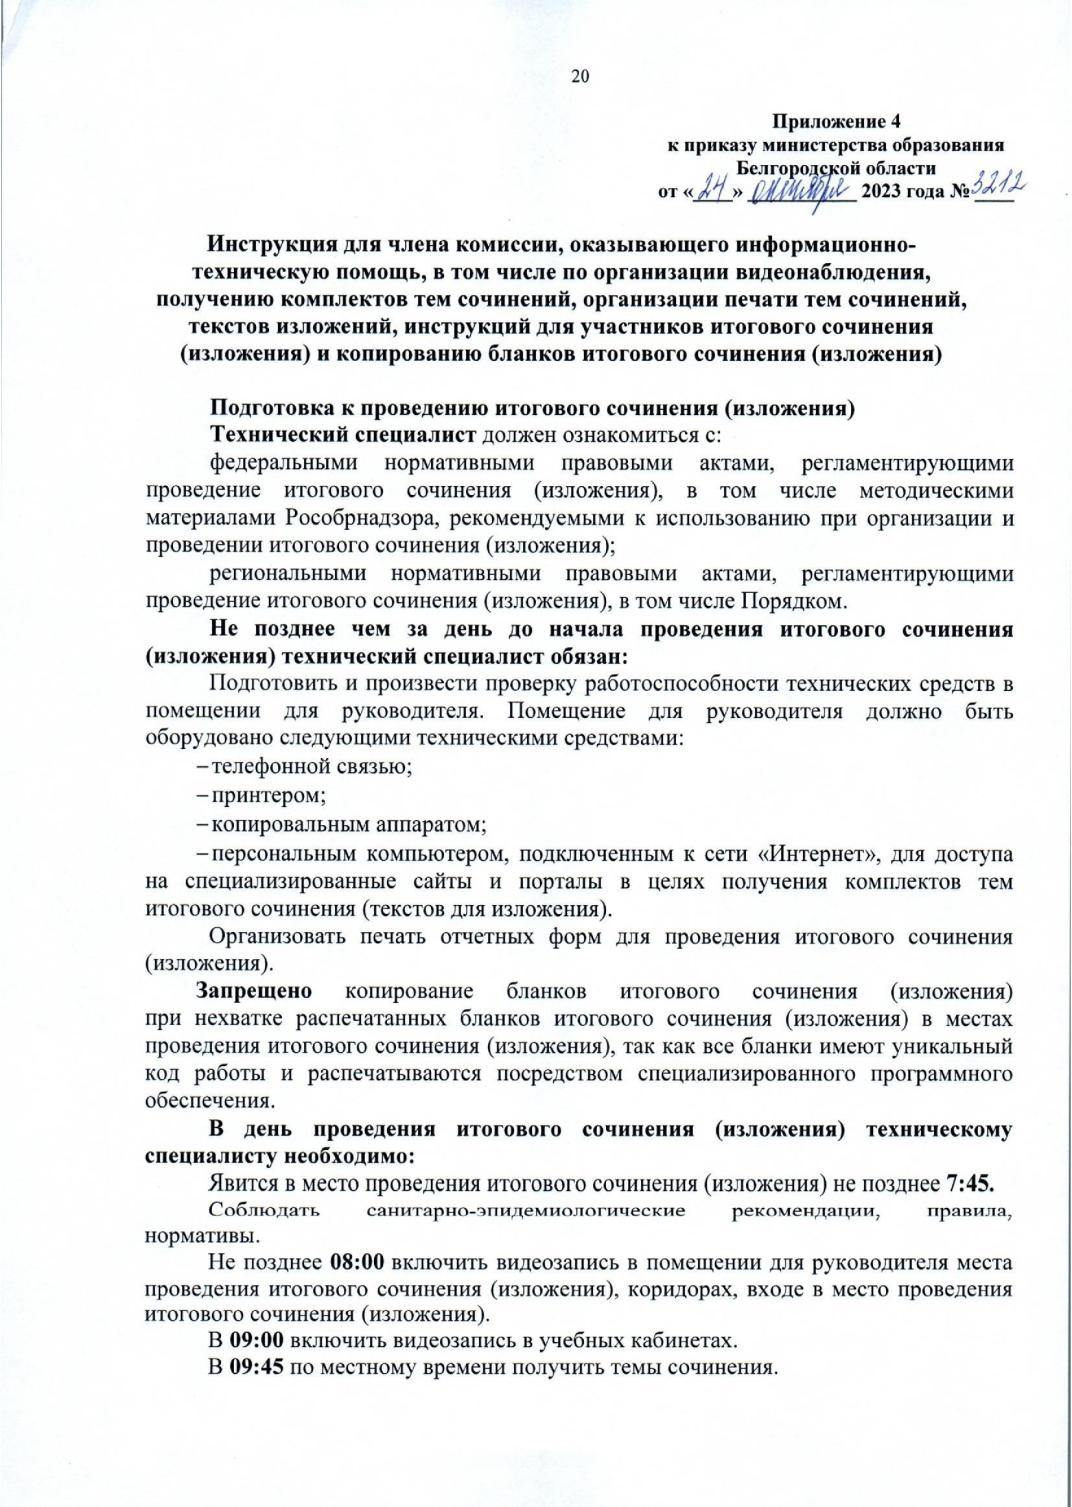 20
Приложение 4
к приказу министерства образования
Белгородской области
от «24» октября 2023 года № 3212
Инструкция для члена комиссии, оказывающего информационно-
техническую помощь, в том числе по организации видеонаблюдения,
получению комплектов тем сочинений, организации печати тем сочинений,
текстов изложений, инструкций для участников итогового сочинения
(изложения) и копированию бланков итогового сочинения (изложения)
Подготовка к проведению итогового сочинения (изложения)
Технический специалист должен ознакомиться с:
федеральными нормативными правовыми актами, регламентирующими
проведение итогового сочинения (изложения), в том числе методическими
материалами Рособрнадзора, рекомендуемыми к использованию при организации и
проведении итогового сочинения (изложения);
региональными нормативными правовыми актами, регламентирующими
проведение итогового сочинения (изложения), в том числе Порядком.
Не позднее чем за день до начала проведения итогового сочинения
(изложения) технический специалист обязан:
Подготовить и произвести проверку работоспособности технических средств в
помещении для руководителя. Помещение для руководителя должно быть
оборудовано следующими техническими средствами:
–телефонной связью;
–принтером;
–копировальным аппаратом;
–персональным компьютером, подключенным к сети «Интернет», для доступа
на специализированные сайты и порталы в целях получения комплектов тем
итогового сочинения (текстов для изложения).
Организовать печать отчетных форм для проведения итогового сочинения
(изложения).
Запрещено копирование бланков итогового сочинения (изложения)
при нехватке распечатанных бланков итогового сочинения (изложения) в местах
проведения итогового сочинения (изложения), так как все бланки имеют уникальный
код работы и распечатываются посредством специализированного программного
обеспечения.
В день проведения итогового сочинения (изложения) техническому
специалисту необходимо:
Явится в место проведения итогового сочинения (изложения) не позднее 7:45.
Соблюдать санитарно-эпидемиологические рекомендации, правила,
нормативы.
Не позднее 08:00 включить видеозапись в помещении для руководителя места
проведения итогового сочинения (изложения), коридорах, входе в место проведения
итогового сочинения (изложения).
В 09:00 включить видеозапись в учебных кабинетах.
В 09:45 по местному времени получить темы сочинения.